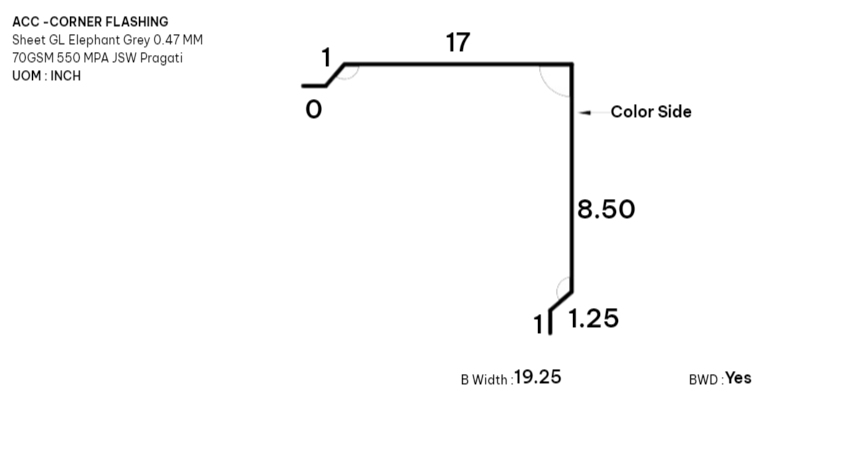 ACC -CORNER FLASHING
Sheet GL Elephant Grey 0.47 MM
70GSM 550 MPA JSW Pragati
UOM : INCH
17
1
0
Color Side
8.50
1 1.25
B Width : 19.25 BWD : Yes